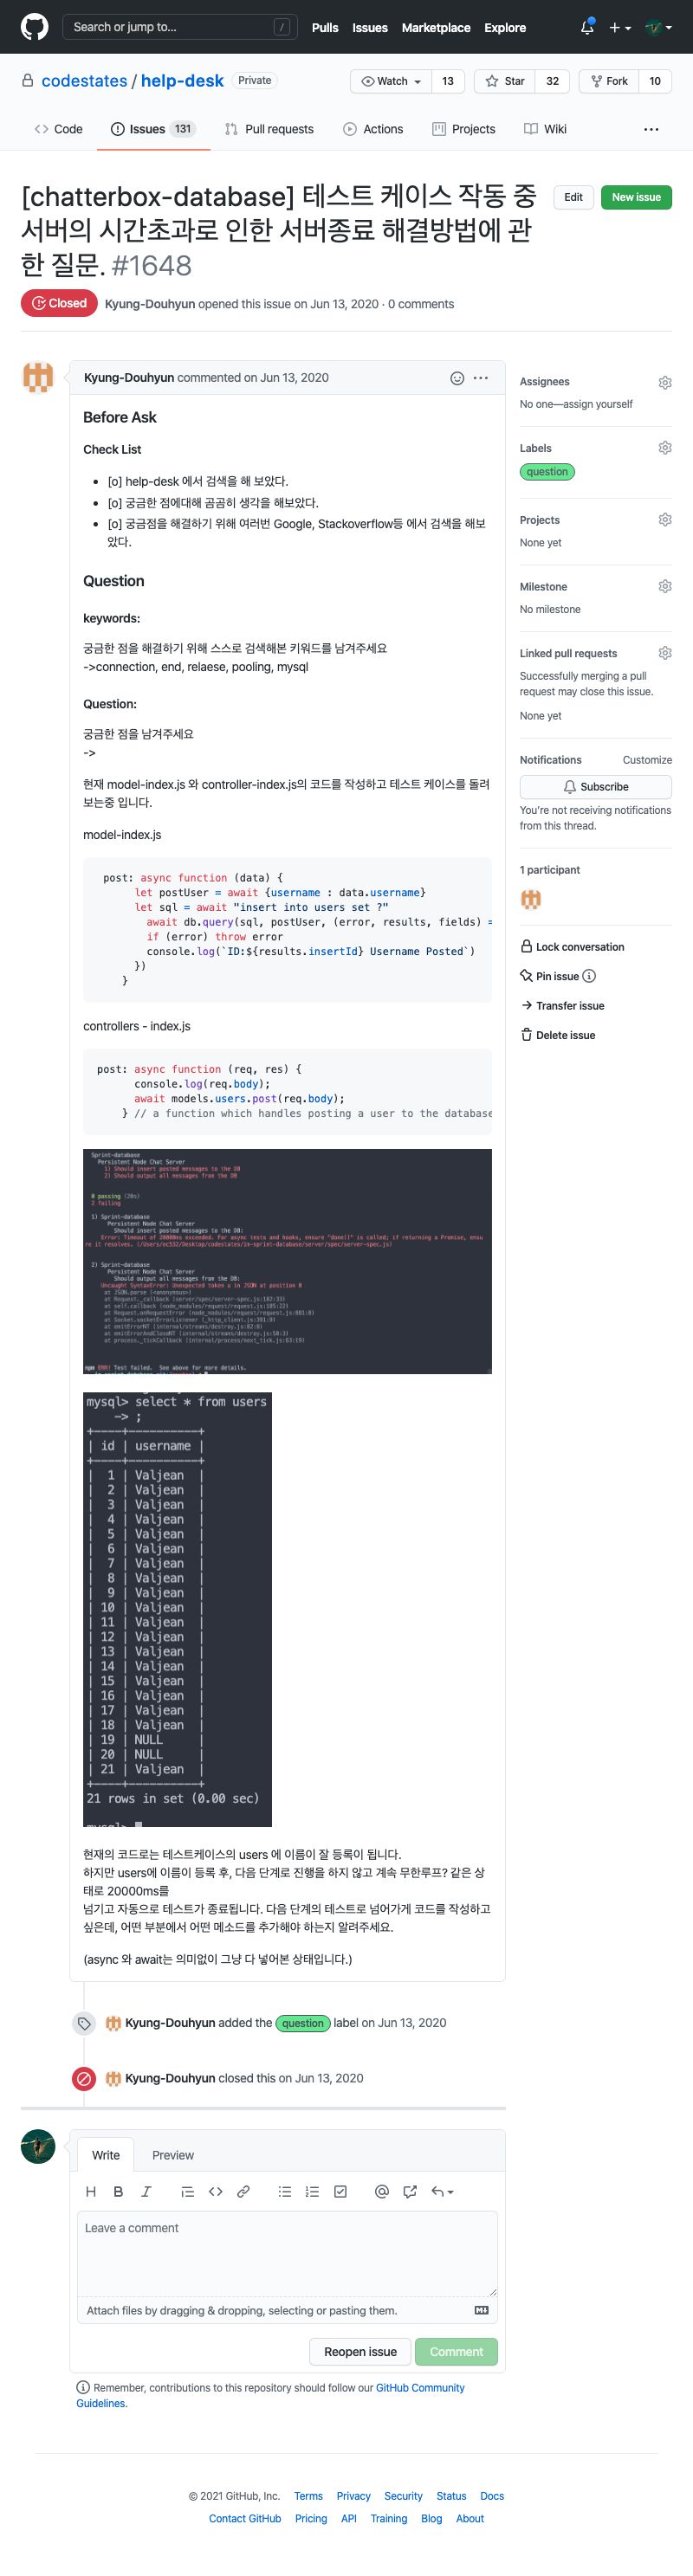 Search or jump to... /
Pulls Issues Marketplace Explore
codestates / help-desk Private
Watch 13 Star 32 Fork 10
Code Issues 131 Pull requests Actions Projects Wiki ...
[chatterbox-database] 테스트 케이스 작동 중
서버의 시간초과로 인한 서버종료 해결방법에 관
한 질문. #1648
Edit New issue
Closed Kyung-Douhyun opened this issue on Jun 13, 2020 · 0 comments
Kyung-Douhyun commented on Jun 13, 2020 ...
Before Ask
Check List
• [o] help-desk 에서 검색을 해 보았다.
• [o] 궁금한 점에대해 곰곰히 생각을 해보았다.
• [o] 궁금점을 해결하기 위해 여러번 Google, Stackoverflow등 에서 검색을 해보
았다.
Question
keywords:
궁금한 점을 해결하기 위해 스스로 검색해본 키워드를 남겨주세요
->connection, end, relaese, pooling, mysql
Question:
궁금한 점을 남겨주세요
->
현재 model-index.js 와 controller-index.js의 코드를 작성하고 테스트 케이스를 돌려
보는중 입니다.
model-index.js
post: async function (data) {
let postUser = await {username : data.username}
let sql = await "insert into users set ?"
await db.query(sql, postUser, (error, results, fields) =
if (error) throw error
console.log(`ID:${results.insertId} Username Posted`)
})
}
controllers - index.js
post: async function (req, res) {
console.log(req.body);
await models.users.post(req.body);
} // a function which handles posting a user to the database
Sprint-database
Persistent Node Chat Server
1) Should insert posted messages to the DB
2) Should output all messages from the DB
0 passing (20s)
2 failing
1) Sprint-database
Persistent Node Chat Server
Should insert posted messages to the DB:
Error: Timeout of 20000ms exceeded. For async tests and hooks, ensure "done()" is called; if returning a Promise, ensu
re it resolves.
2) Sprint-database
Persistent Node Chat Server
Should output all messages from the DB:
Uncaught SyntaxError: Unexpected token u in JSON at position 0
at JSON.parse (<anonymous>)
npm ERR! Test failed. See above for more details.
mysql> select * from users
-> ;
+----+----------+
| id | username |
+----+----------+
| 1 | Valjean |
| 2 | Valjean |
| 3 | Valjean |
| 4 | Valjean |
| 5 | Valjean |
| 6 | Valjean |
| 7 | Valjean |
| 8 | Valjean |
| 9 | Valjean |
| 10 | Valjean |
| 11 | Valjean |
| 12 | Valjean |
| 13 | Valjean |
| 14 | Valjean |
| 15 | Valjean |
| 16 | Valjean |
| 17 | Valjean |
| 18 | Valjean |
| 19 | NULL |
| 20 | NULL |
| 21 | Valjean |
+----+----------+
21 rows in set (0.00 sec)
현재의 코드로는 테스트케이스의 users 에 이름이 잘 등록이 됩니다.
하지만 users에 이름이 등록 후, 다음 단계로 진행을 하지 않고 계속 무한루프? 같은 상
태로 20000ms를
넘기고 자동으로 테스트가 종료됩니다. 다음 단계의 테스트로 넘어가게 코드를 작성하고
싶은데, 어떤 부분에서 어떤 메소드를 추가해야 하는지 알려주세요.
(async 와 await는 의미없이 그냥 다 넣어본 상태입니다.)
Kyung-Douhyun added the question label on Jun 13, 2020
Kyung-Douhyun closed this on Jun 13, 2020
Write Preview
H B I
Leave a comment
Attach files by dragging & dropping, selecting or pasting them.
Reopen issue Comment
Remember, contributions to this repository should follow our GitHub Community
Guidelines.
Assignees
No one—assign yourself
Labels
question
Projects
None yet
Milestone
No milestone
Linked pull requests
Successfully merging a pull
request may close this issue.
None yet
Notifications Customize
Subscribe
You're not receiving notifications
from this thread.
1 participant
Lock conversation
Pin issue
Transfer issue
Delete issue
© 2021 GitHub, Inc. Terms Privacy Security Status Docs
Contact GitHub Pricing API Training Blog About